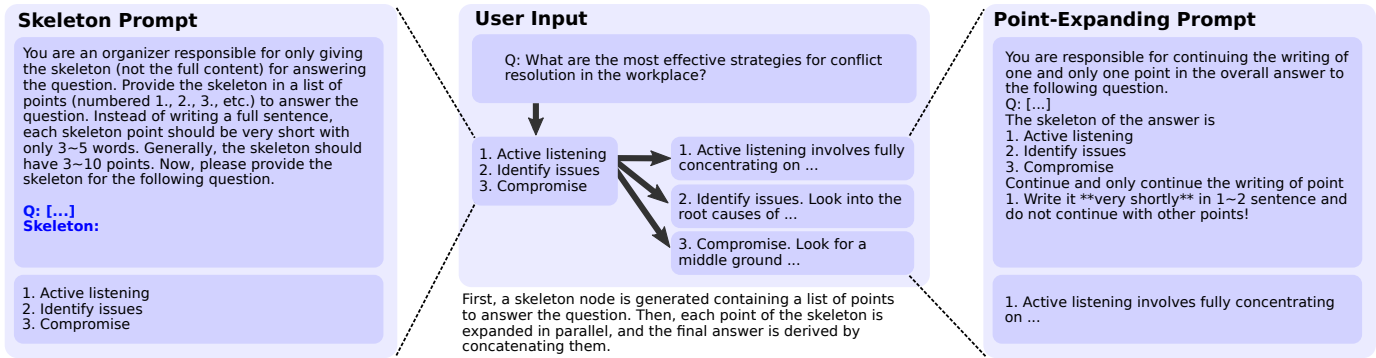 Skeleton Prompt
You are an organizer responsible for only giving
the skeleton (not the full content) for answering
the question. Provide the skeleton in a list of
points (numbered 1., 2., 3., etc.) to answer the
question. Instead of writing a full sentence,
each skeleton point should be very short with
only 3~5 words. Generally, the skeleton should
have 3~10 points. Now, please provide the
skeleton for the following question.
Q: [...]
Skeleton:
1. Active listening
2. Identify issues
3. Compromise
User Input
Q: What are the most effective strategies for conflict
resolution in the workplace?
1. Active listening
2. Identify issues
3. Compromise
1. Active listening involves fully
concentrating on ...
2. Identify issues. Look into the
root causes of ...
3. Compromise. Look for a
middle ground ...
First, a skeleton node is generated containing a list of points
to answer the question. Then, each point of the skeleton is
expanded in parallel, and the final answer is derived by
concatenating them.
Point-Expanding Prompt
You are responsible for continuing the writing of
one and only one point in the overall answer to
the following question.
Q: [...]
The skeleton of the answer is
1. Active listening
2. Identify issues
3. Compromise
Continue and only continue the writing of point
1. Write it **very shortly** in 1~2 sentence and
do not continue with other points!
1. Active listening involves fully concentrating
on ...